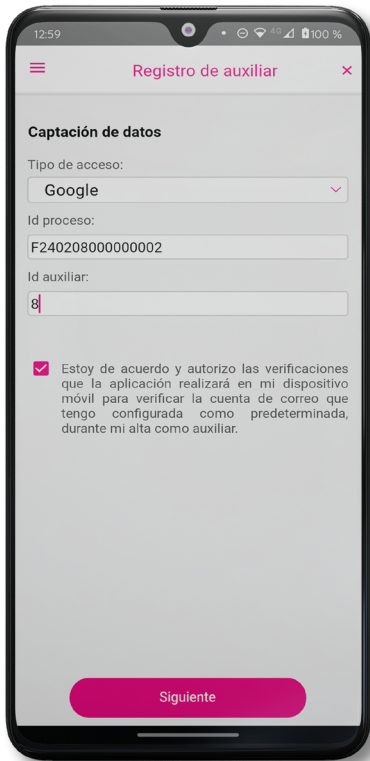 12:59
4G
100 %
Registro de auxiliar
Captación de datos
Tipo de acceso:
Google
Id proceso:
F240208000000002
Id auxiliar:
8
Estoy de acuerdo y autorizo las verificaciones
que la aplicación realizará en mi dispositivo
móvil para verificar la cuenta de correo que
tengo configurada como predeterminada,
durante mi alta como auxiliar.
Siguiente